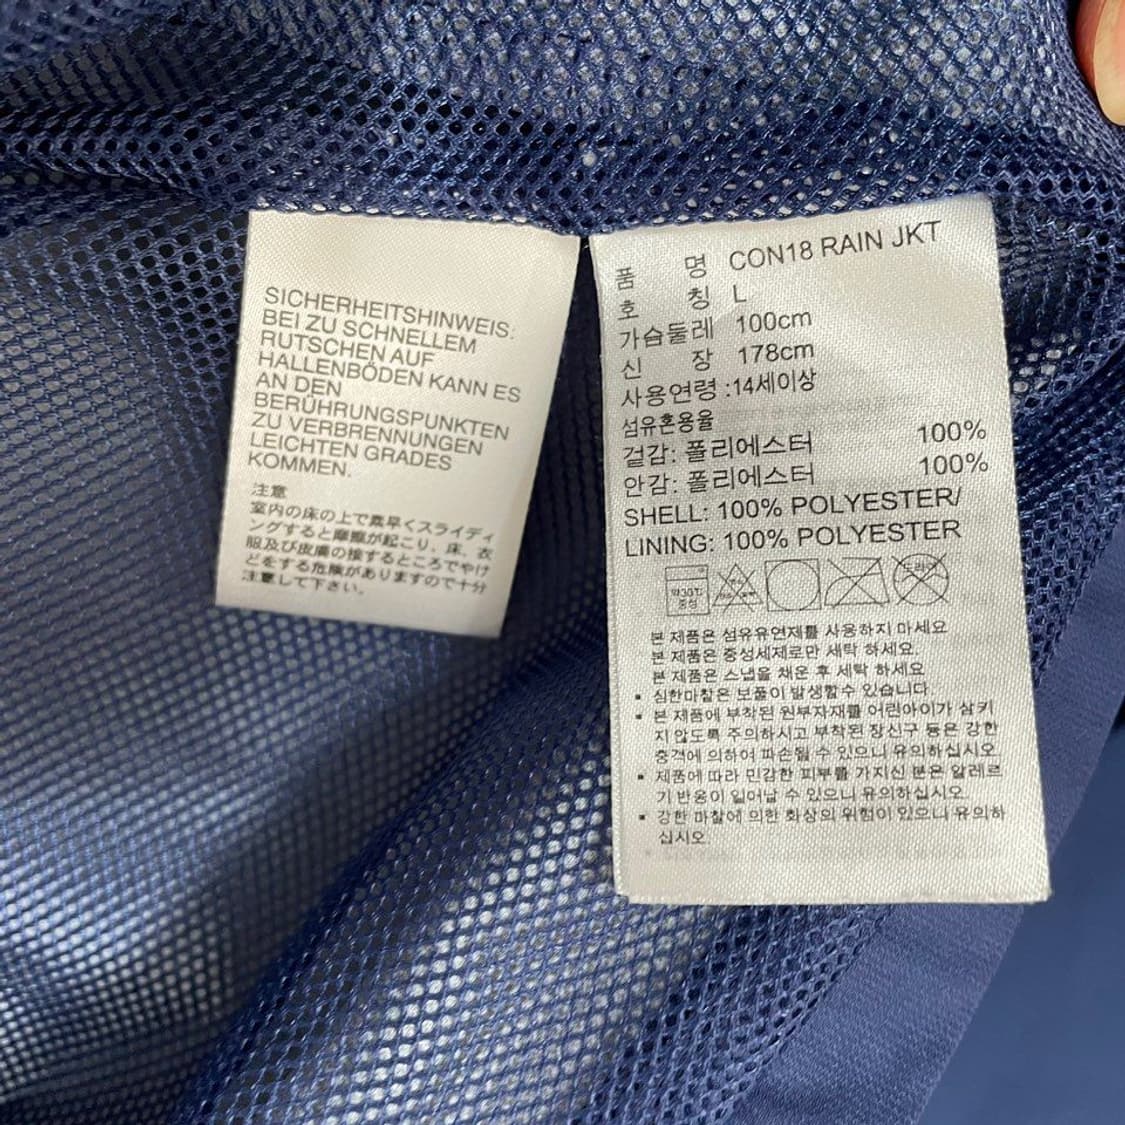 SICHERHEITSHINWEIS:
BEI ZU SCHNELLEM
RUTSCHEN AUF
HALLENBÖDEN KANN ES
AN DEN
BERÜHRUNGSPUNKTEN
ZU VERBRENNUNGEN
LEICHTEN GRADES
KOMMEN.
注意
室内の床の上で素早くスライディ
ングすると摩擦が起こり、床、衣
服及び皮膚の接するところでやけ
どをする危険がありますので十分
注意して下さい。
품 명 CON18 RAIN JKT
호 칭 L
가슴둘레 100cm
신 장 178cm
사용연령 :14세이상
섬유혼용율
겉감: 폴리에스터 100%
안감: 폴리에스터 100%
SHELL: 100% POLYESTER/
LINING: 100% POLYESTER
약30℃
중성
드라이
본 제품은 섬유유연제를 사용하지 마세요
본 제품은 중성세제로만 세탁 하세요.
본 제품은 스냅을 채운 후 세탁 하세요
▪ 심한마찰은 보풀이 발생할수 있습니다
▪ 본 제품에 부착된 원부자재를 어린아이가 삼키
지 않도록 주의하시고 부착된 장신구 등은 강한
충격에 의하여 파손될 수 있으니 유의하십시오
▪ 제품에 따라 민감한 피부를 가지신 분은 알레르
기 반응이 일어날 수 있으니 유의하십시오.
▪ 강한 마찰에 의한 화상의 위험이 있으니 유의하
십시오.